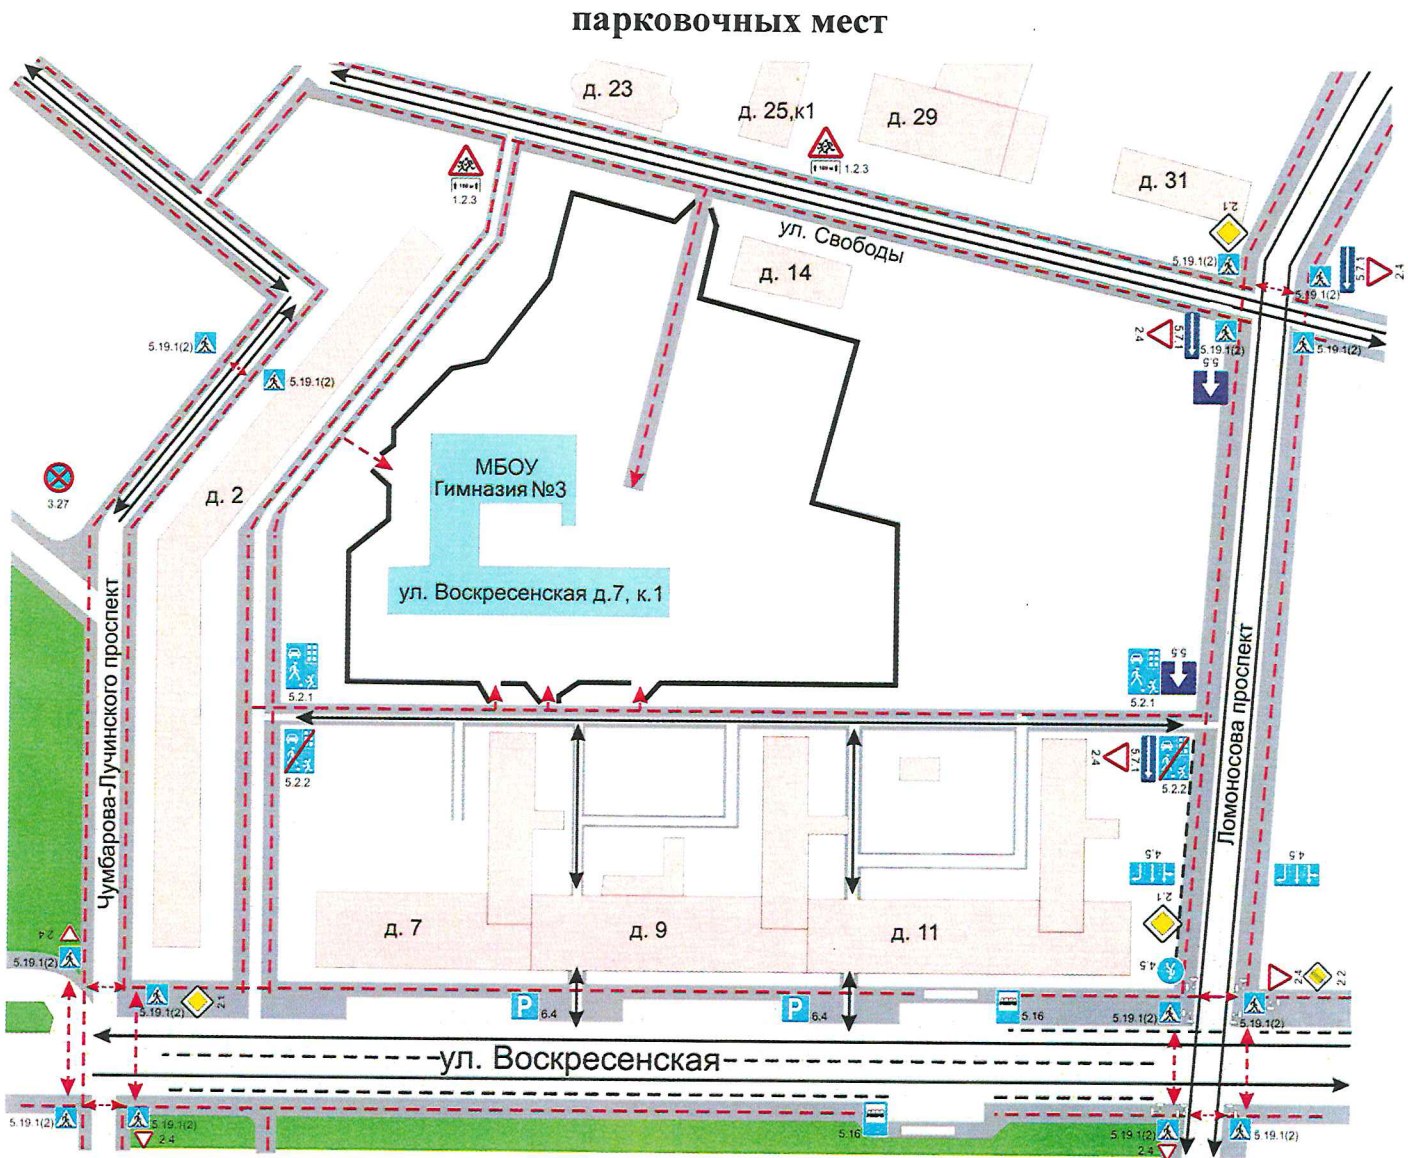 парковочных мест
д. 23
д. 25,к1
д. 29
д. 31
1.2.3
1.2.3
2.1
ул. Свободы
д. 14
5.19.1(2)
5.19.1(2)
5.7.1
2.4
2.4
5.7.1
5.19.1(2)
5.19.1(2)
5.5
5.19.1(2)
5.19.1(2)
3.27
д. 2
МБОУ
Гимназия №3
ул. Воскресенская д.7, к.1
Чумбарова-Лучинского проспект
Ломоносова проспект
5.2.1
5.2.1
5.5
5.2.2
2.4
5.7.1
5.2.2
4.5
4.5
2.1
д. 7
д. 9
д. 11
2.4
5.19.1(2)
4.5
2.4
2.2
5.19.1(2)
2.1
P
6.4
P
6.4
5.16
5.19.1(2)
5.19.1(2)
ул. Воскресенская
5.19.1(2)
5.19.1(2)
2.4
5.16
5.19.1(2)
2.4
5.19.1(2)